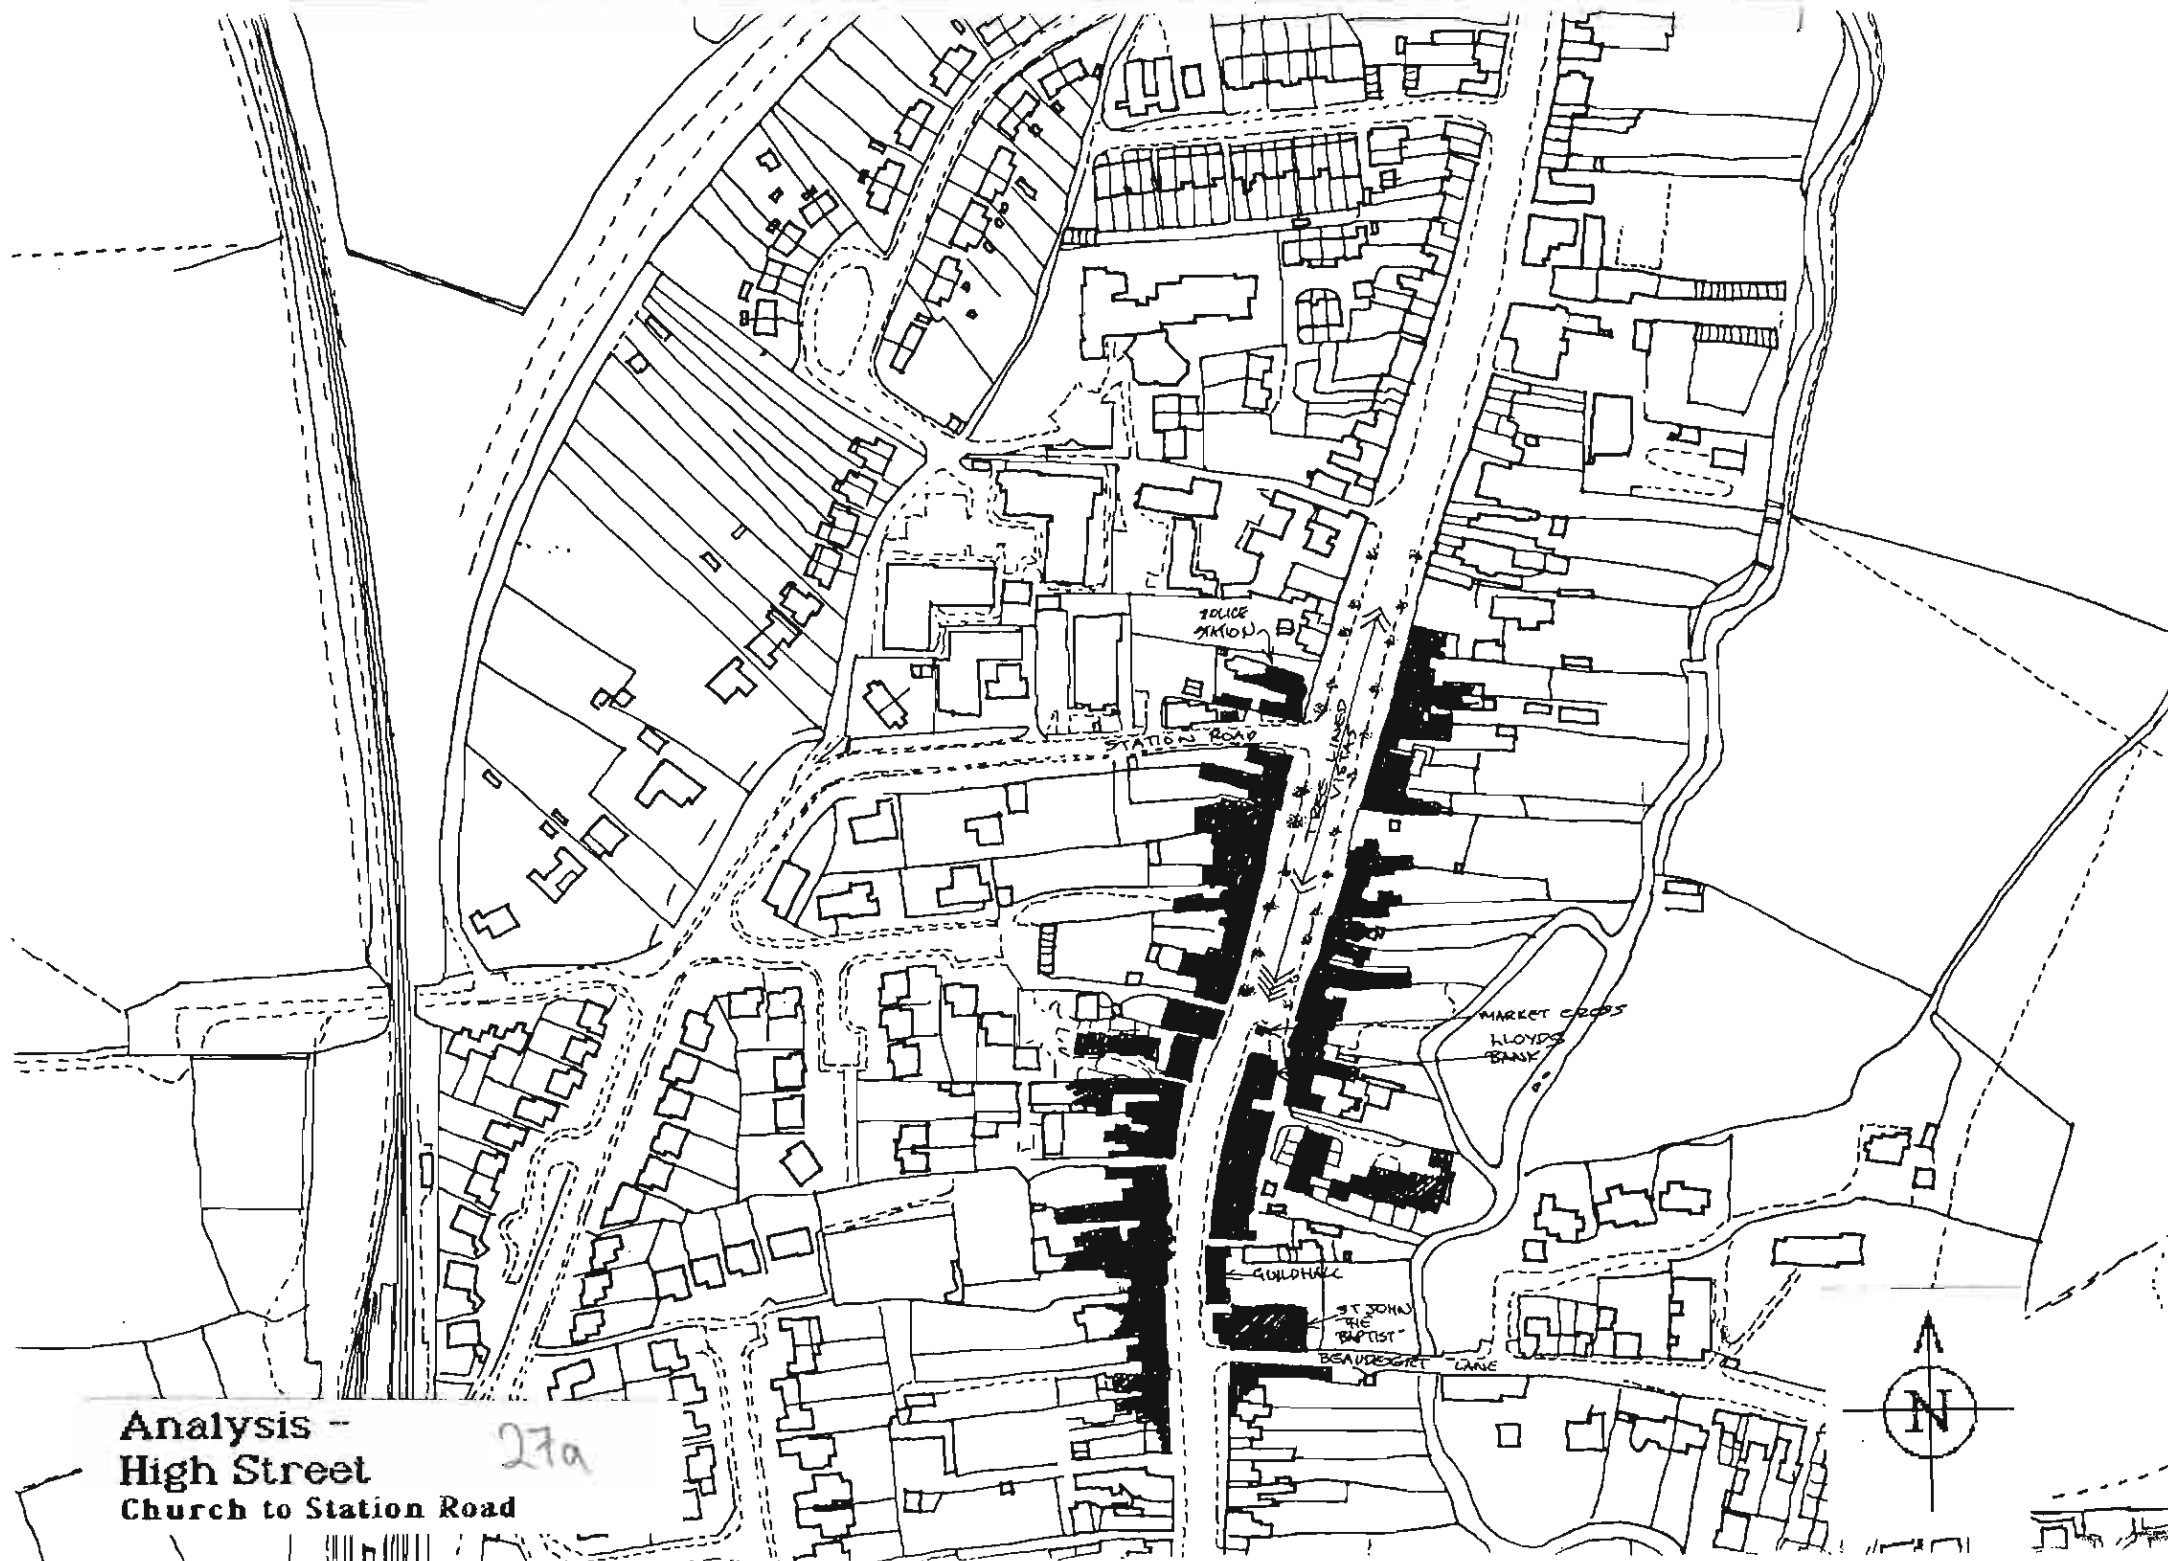 POLICE
STATION
STATION ROAD
TREE LINED
VISTAS
MARKET CROSS
LLOYDS
BANK
GUILDHALL
ST JOHN
THE
BAPTIST
BEAUDESERT LANE
N
Analysis -
High Street
Church to Station Road
27a